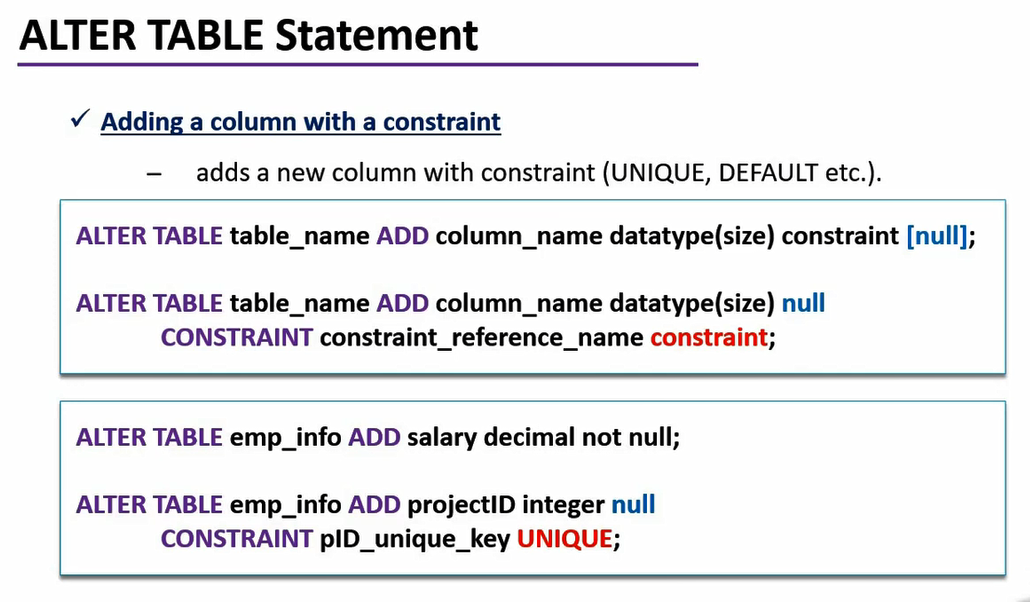 ALTER TABLE Statement
✓ Adding a column with a constraint
– adds a new column with constraint (UNIQUE, DEFAULT etc.).
ALTER TABLE table_name ADD column_name datatype(size) constraint [null];
ALTER TABLE table_name ADD column_name datatype(size) null
CONSTRAINT constraint_reference_name constraint;
ALTER TABLE emp_info ADD salary decimal not null;
ALTER TABLE emp_info ADD projectID integer null
CONSTRAINT pID_unique_key UNIQUE;